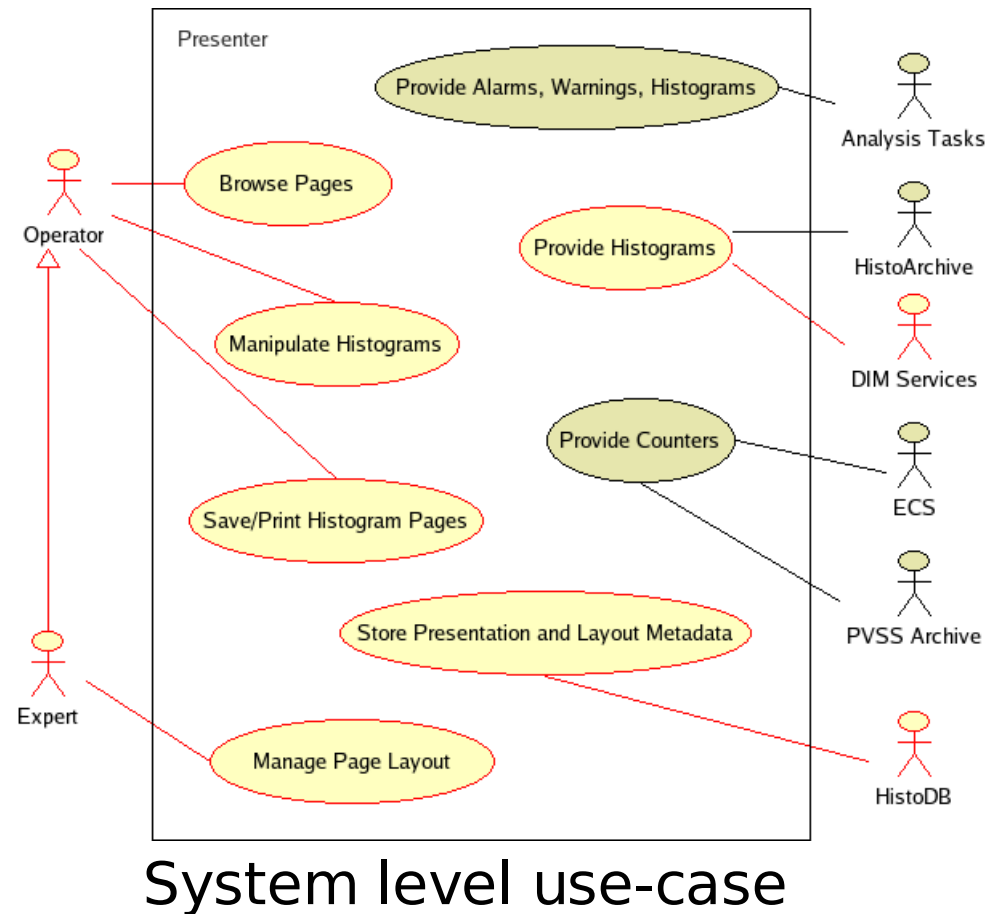 Presenter
Provide Alarms, Warnings, Histograms
Analysis Tasks
Browse Pages
Operator
Provide Histograms
HistoArchive
Manipulate Histograms
DIM Services
Provide Counters
ECS
Save/Print Histogram Pages
Store Presentation and Layout Metadata
PVSS Archive
Expert
Manage Page Layout
HistoDB
System level use-case